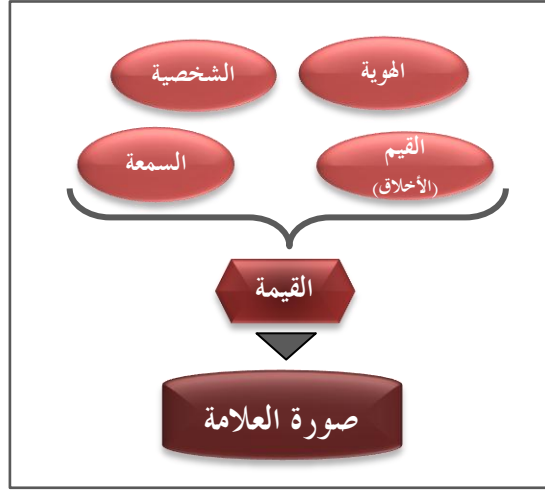 الهوية
الشخصية
القيم
(الأخلاق)
السمعة
القيمة
صورة العلامة